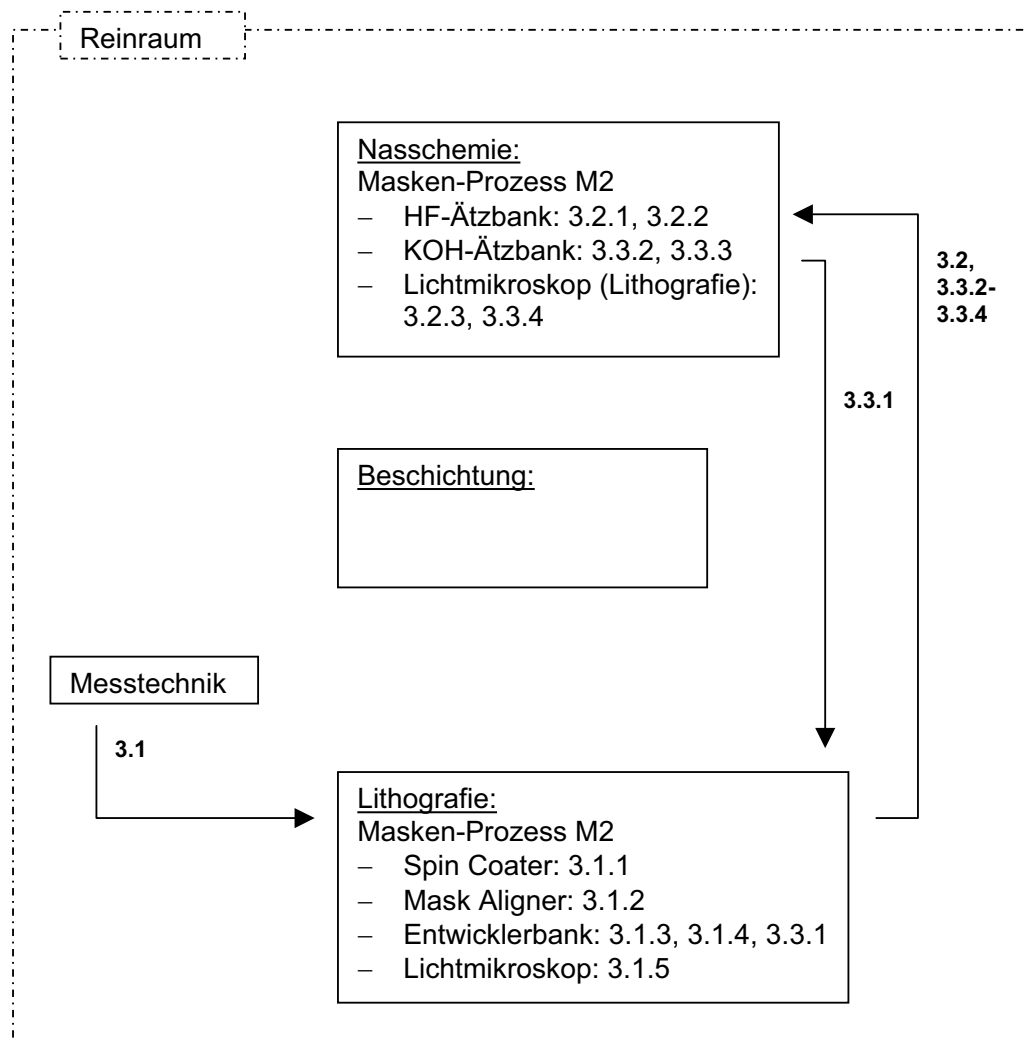 Reinraum
Nasschemie:
Masken-Prozess M2
– HF-Ätzbank: 3.2.1, 3.2.2
– KOH-Ätzbank: 3.3.2, 3.3.3
– Lichtmikroskop (Lithografie):
3.2.3, 3.3.4
3.2,
3.3.2-
3.3.4
3.3.1
Beschichtung:
Messtechnik
3.1
Lithografie:
Masken-Prozess M2
– Spin Coater: 3.1.1
– Mask Aligner: 3.1.2
– Entwicklerbank: 3.1.3, 3.1.4, 3.3.1
– Lichtmikroskop: 3.1.5